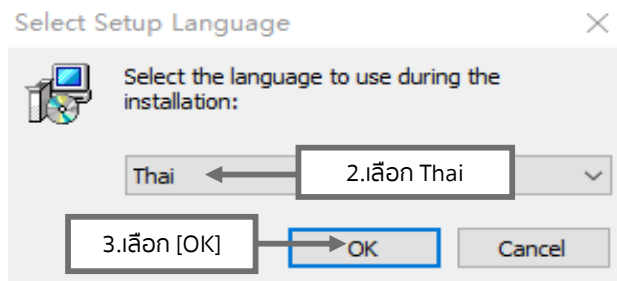 Select Setup Language
Select the language to use during the
installation:
Thai
2.เลือก Thai
3.เลือก [OK]
OK
Cancel